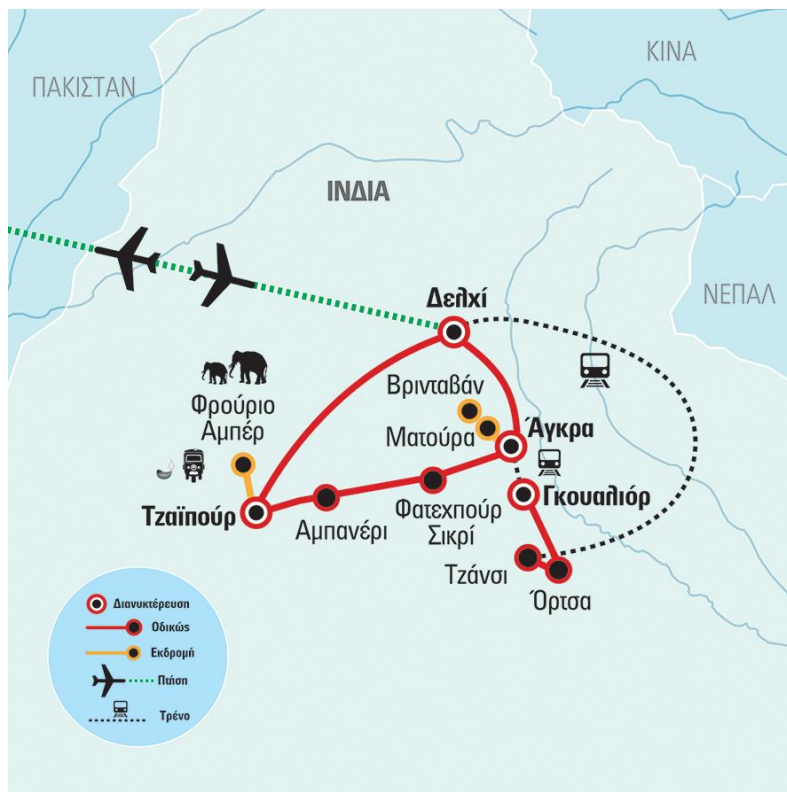 ΚΙΝΑ
ΠΑΚΙΣΤΑΝ
ΙΝΔΙΑ
ΝΕΠΑΛ
Δελχί
Βρινταβάν
Φρούριο
Αμπέρ
Ματούρα
Άγκρα
Γκουαλιόρ
Τζαϊπούρ
Αμπανέρι
Φατεχπούρ
Σικρί
Τζάνσι
Όρτσα
Διανυκτέρευση
Οδικώς
Εκδρομή
Πτήση
Τρένο